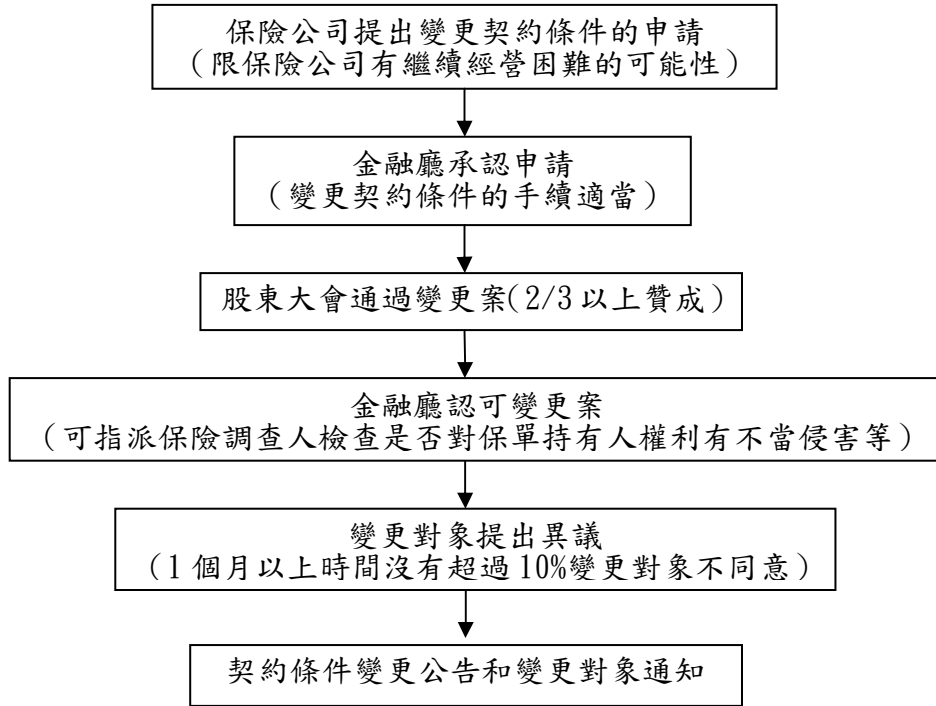 保險公司提出變更契約條件的申請
（限保險公司有繼續經營困難的可能性）
金融廳承認申請
（變更契約條件的手續適當）
股東大會通過變更案(2/3 以上贊成）
金融廳認可變更案
（可指派保險調查人檢查是否對保單持有人權利有不當侵害等）
變更對象提出異議
（1 個月以上時間沒有超過 10%變更對象不同意）
契約條件變更公告和變更對象通知